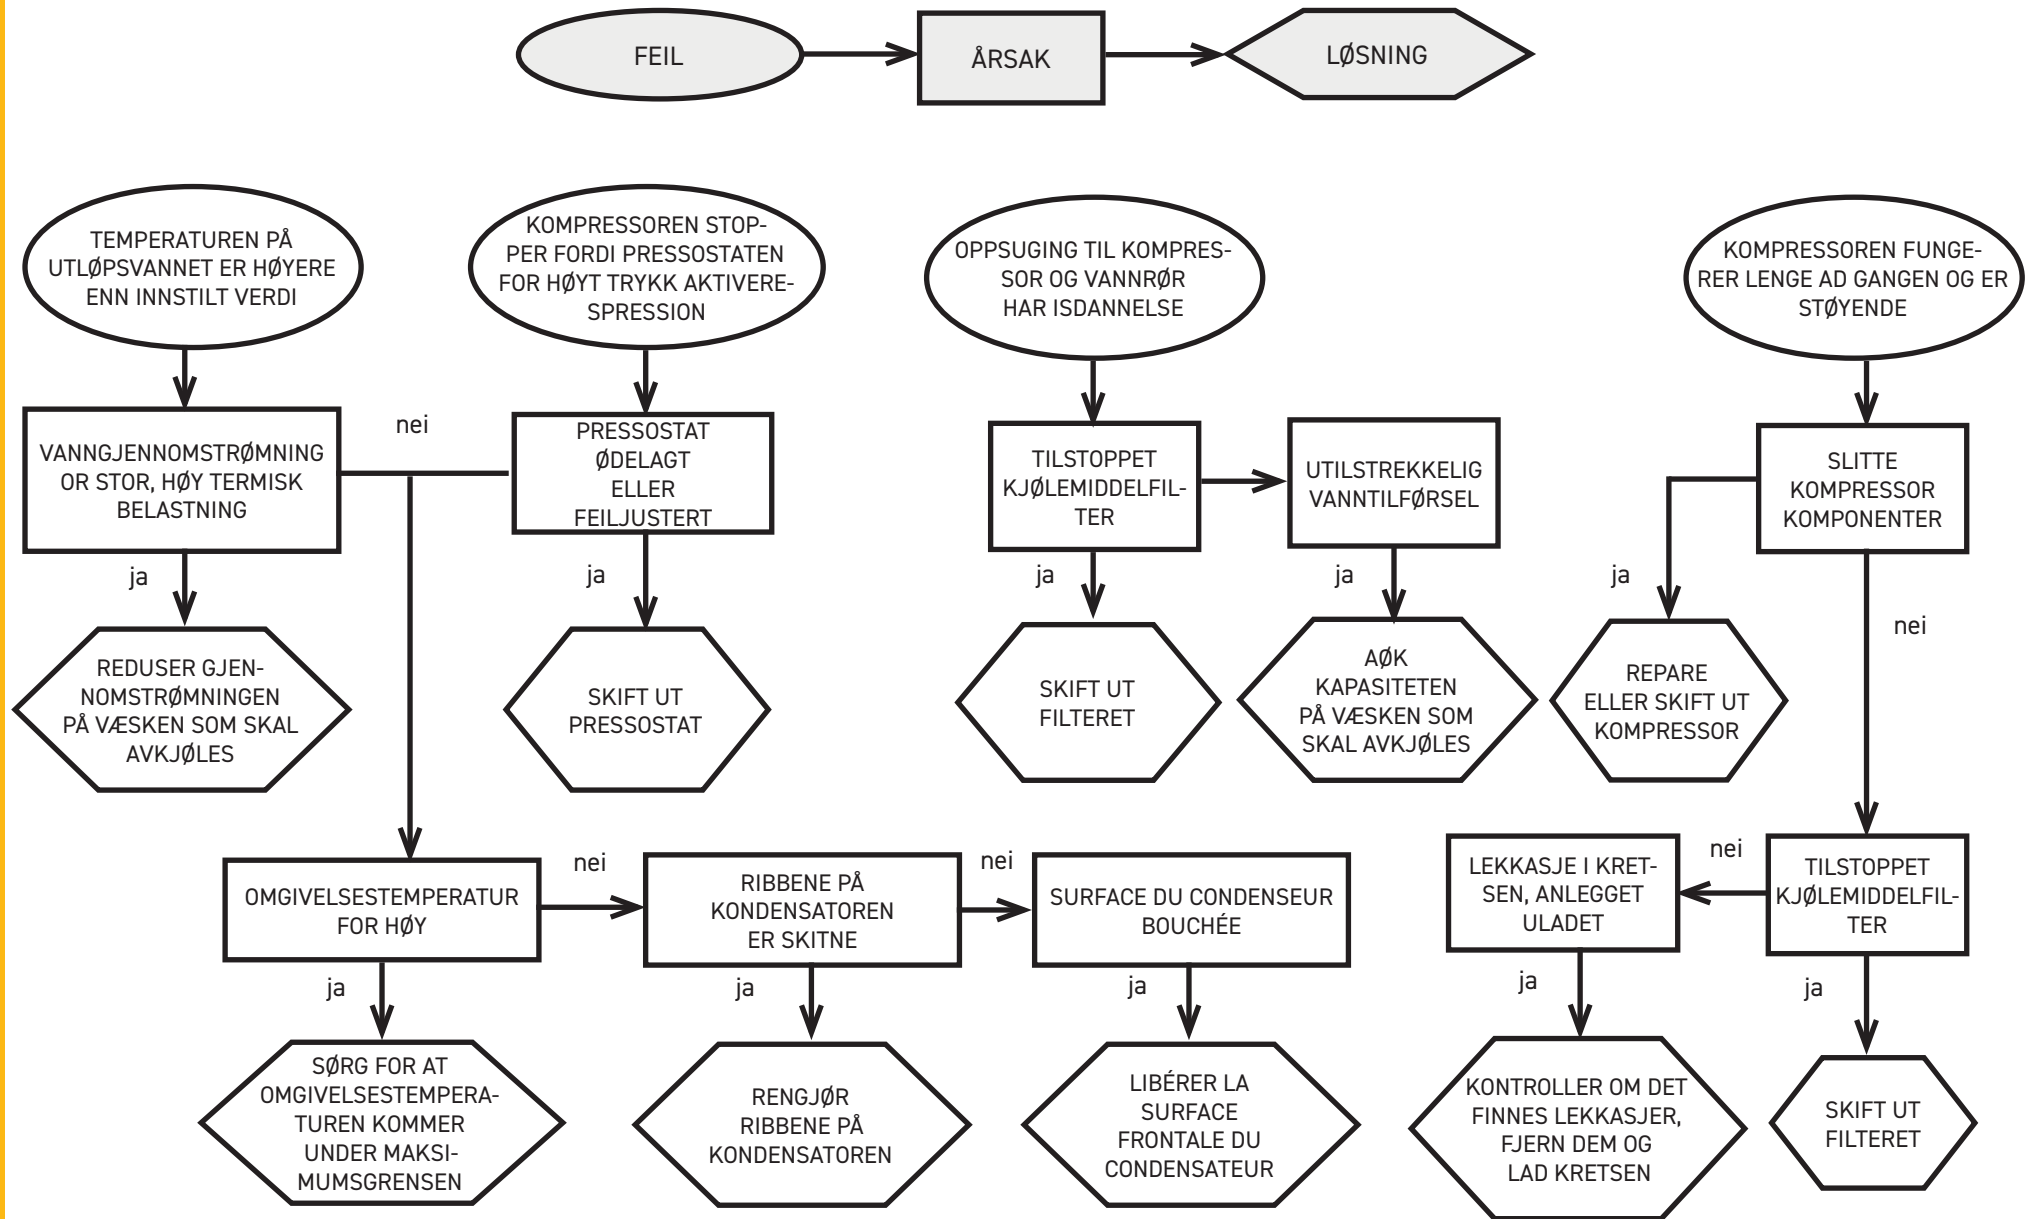 FEIL
ÅRSAK
LØSNING
TEMPERATUREN PÅ
UTLØPSVANNET ER HØYERE
ENN INNSTILT VERDI
KOMPRESSOREN STOP-
PER FORDI PRESSOSTATEN
FOR HØYT TRYKK AKTIVERE-
SPRESSION
OPPSUGING TIL KOMPRES-
SOR OG VANNRØR
HAR ISDANNELSE
KOMPRESSOREN FUNGE-
RER LENGE AD GANGEN OG ER
STØYENDE
VANNGJENNOMSTRØMNING
OR STOR, HØY TERMISK
BELASTNING
nei
PRESSOSTAT
ØDELAGT
ELLER
FEILJUSTERT
TILSTOPPET
KJØLEMIDDELFIL-
TER
UTILSTREKKELIG
VANNTILFØRSEL
SLITTE
KOMPRESSOR
KOMPONENTER
ja
ja
ja
ja
ja
nei
REDUSER GJEN-
NOMSTRØMNINGEN
PÅ VÆSKEN SOM SKAL
AVKJØLES
SKIFT UT
PRESSOSTAT
SKIFT UT
FILTERET
AØK
KAPASITETEN
PÅ VÆSKEN SOM
SKAL AVKJØLES
REPARE
ELLER SKIFT UT
KOMPRESSOR
OMGIVELSESTEMPERATUR
FOR HØY
nei
RIBBENE PÅ
KONDENSATOREN
ER SKITNE
nei
SURFACE DU CONDENSEUR
BOUCHÉE
LEKKASJE I KRET-
SEN, ANLEGGET
ULADET
nei
TILSTOPPET
KJØLEMIDDELFIL-
TER
ja
ja
ja
ja
ja
SØRG FOR AT
OMGIVELSESTEMPERA-
TUREN KOMMER
UNDER MAKSI-
MUMSGRENSEN
RENGJØR
RIBBENE PÅ
KONDENSATOREN
LIBÉRER LA
SURFACE
FRONTALE DU
CONDENSATEUR
KONTROLLER OM DET
FINNES LEKKASJER,
FJERN DEM OG
LAD KRETSEN
SKIFT UT
FILTERET